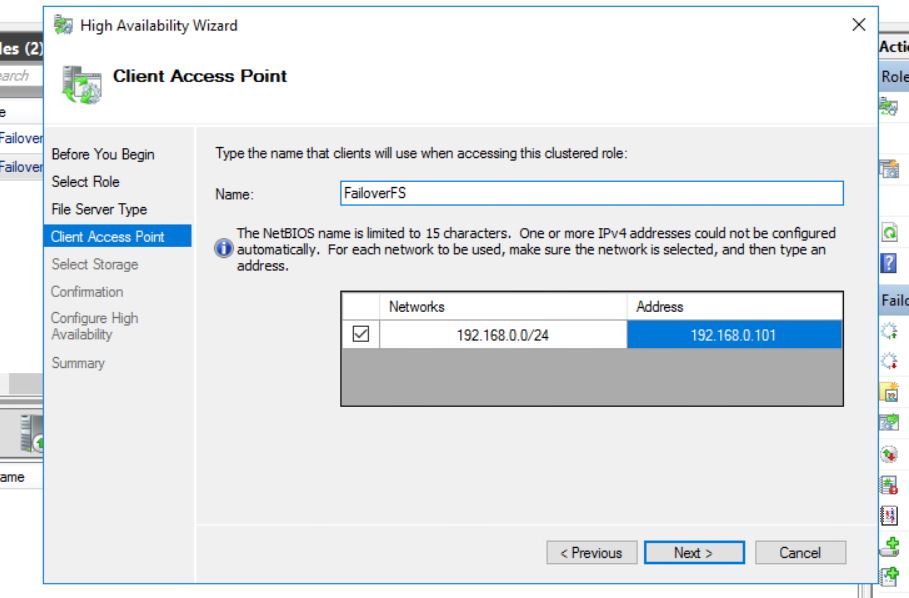 High Availability Wizard
les (2)
Acti
earch
Client Access Point
Role
e
Failover
Failover
Before You Begin
Select Role
File Server Type
Client Access Point
Select Storage
Confirmation
Configure High
Availability
Summary
Type the name that clients will use when accessing this clustered role:
Name:
FailoverFS
The NetBIOS name is limited to 15 characters. One or more IPv4 addresses could not be configured
automatically. For each network to be used, make sure the network is selected, and then type an
address.
Networks
Address
192.168.0.0/24
192.168.0.101
Failo
ame
< Previous
Next >
Cancel